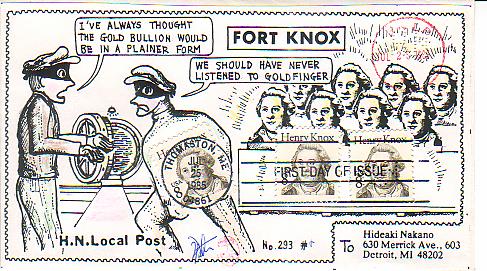 I'VE ALWAYS THOUGHT
THE GOLD BULLION WOULD
BE IN A PLAINER FORM
FORT KNOX
WE SHOULD HAVE NEVER
LISTENED TO GOLDFINGER
Henry Knox
Henry Knox
THOMASTON, ME
JUL
25
1985
04861
FIRST DAY OF ISSUE
H.N.Local Post
No.293 #
To
Hideaki Nakano
630 Merrick Ave., 603
Detroit, MI 48202